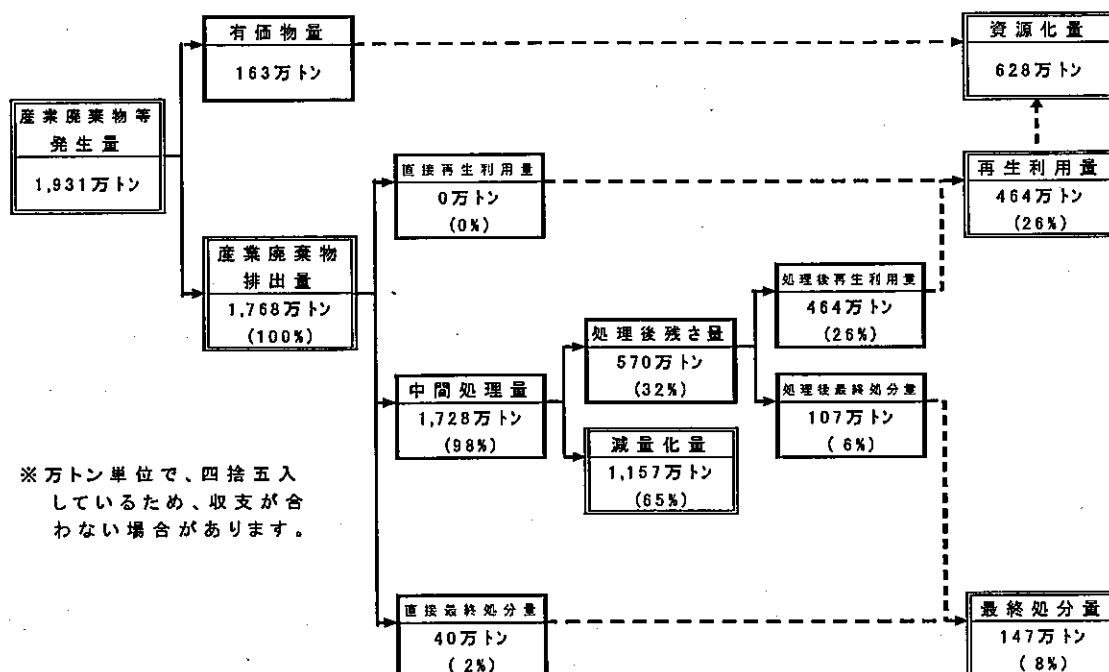 有価物量
163万トン
資源化量
628万トン
産業廃棄物等
発生量
1,931万トン
直接再生利用量
0万トン
(0%)
再生利用量
464万トン
(26%)
産業廃棄物
排出量
1,768万トン
(100%)
処理後再生利用量
464万トン
(26%)
処理後残さ量
570万トン
(32%)
中間処理量
1,728万トン
(98%)
処理後最終処分量
107万トン
(6%)
減量化量
1,157万トン
(65%)
※万トン単位で、四捨五入
しているため、収支が合
わない場合があります。
直接最終処分量
40万トン
(2%)
最終処分量
147万トン
(8%)